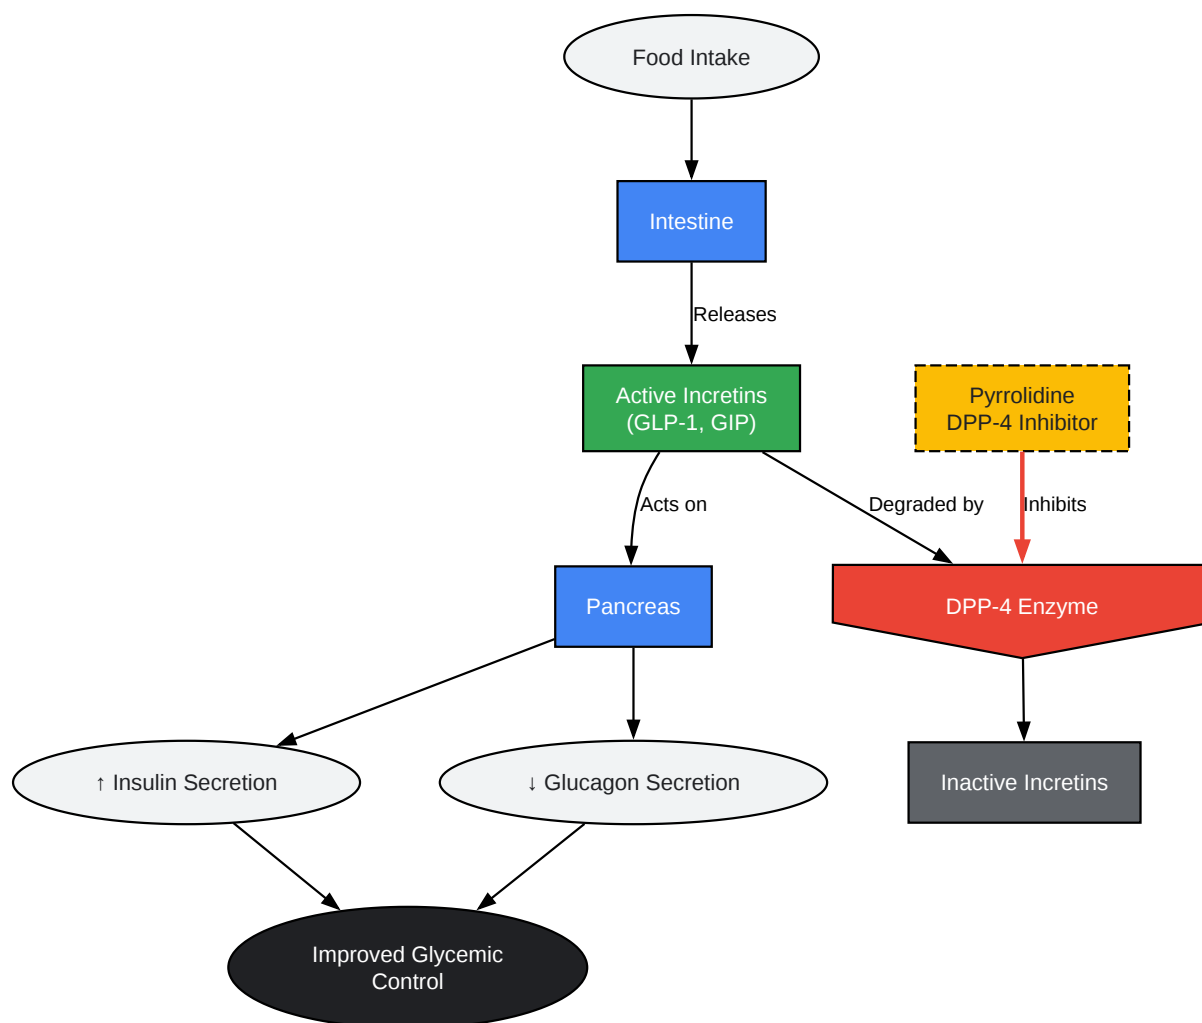 Food Intake
Intestine
Releases
Active Incretins
(GLP-1, GIP)
Pyrrolidine
DPP-4 Inhibitor
Acts on
Degraded by
Inhibits
Pancreas
DPP-4 Enzyme
↑ Insulin Secretion
↓ Glucagon Secretion
Inactive Incretins
Improved Glycemic
Control